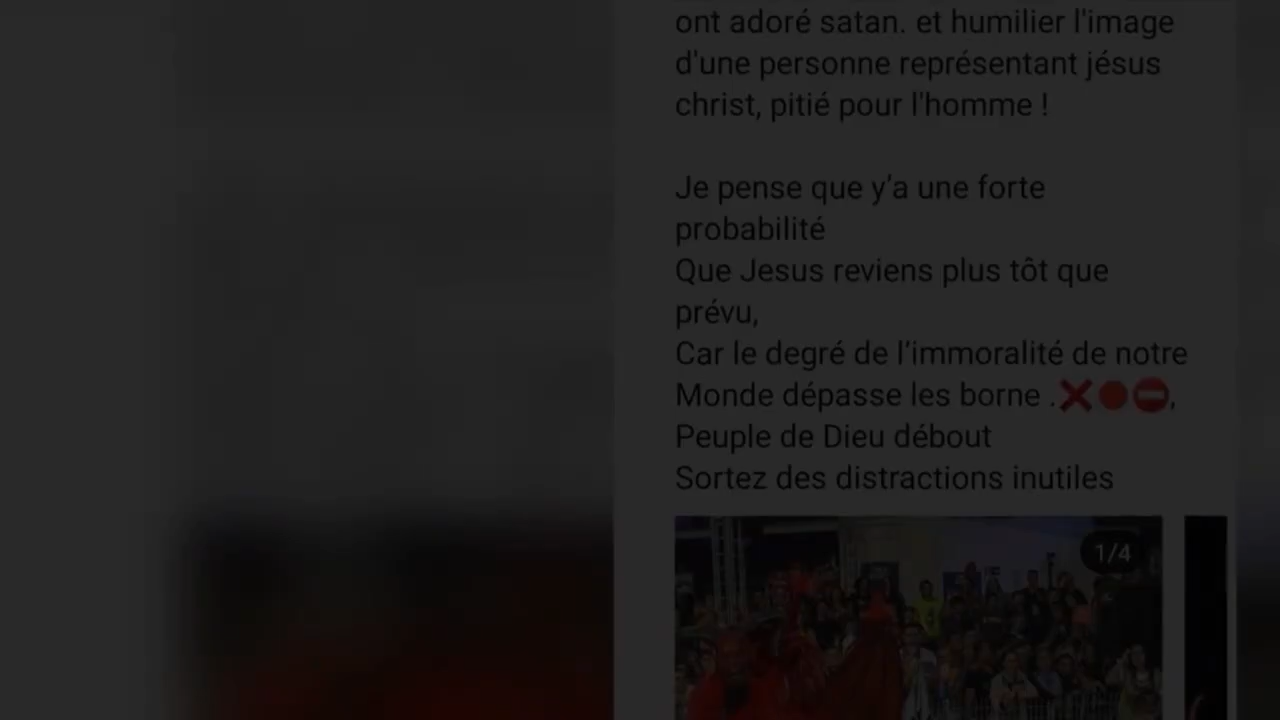 ont adoré satan. et humilier l'image
d'une personne représentant jésus
christ, pitié pour l'homme !
Je pense que y'a une forte
probabilité
Que Jesus reviens plus tôt que
prévu,
Car le degré de l'immoralité de notre
Monde dépasse les borne .❌🔴⛔,
Peuple de Dieu débout
Sortez des distractions inutiles
1/4